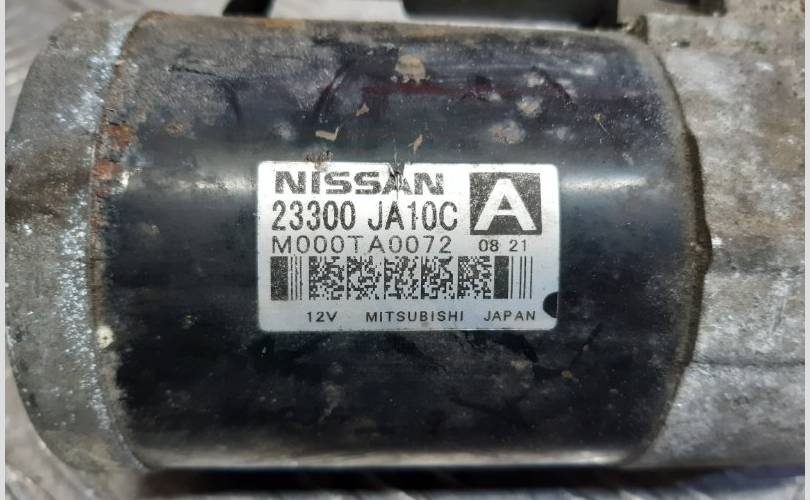 NISSAN
23300 JA10C A
M000TA0072 08 21
12V MITSUBISHI JAPAN